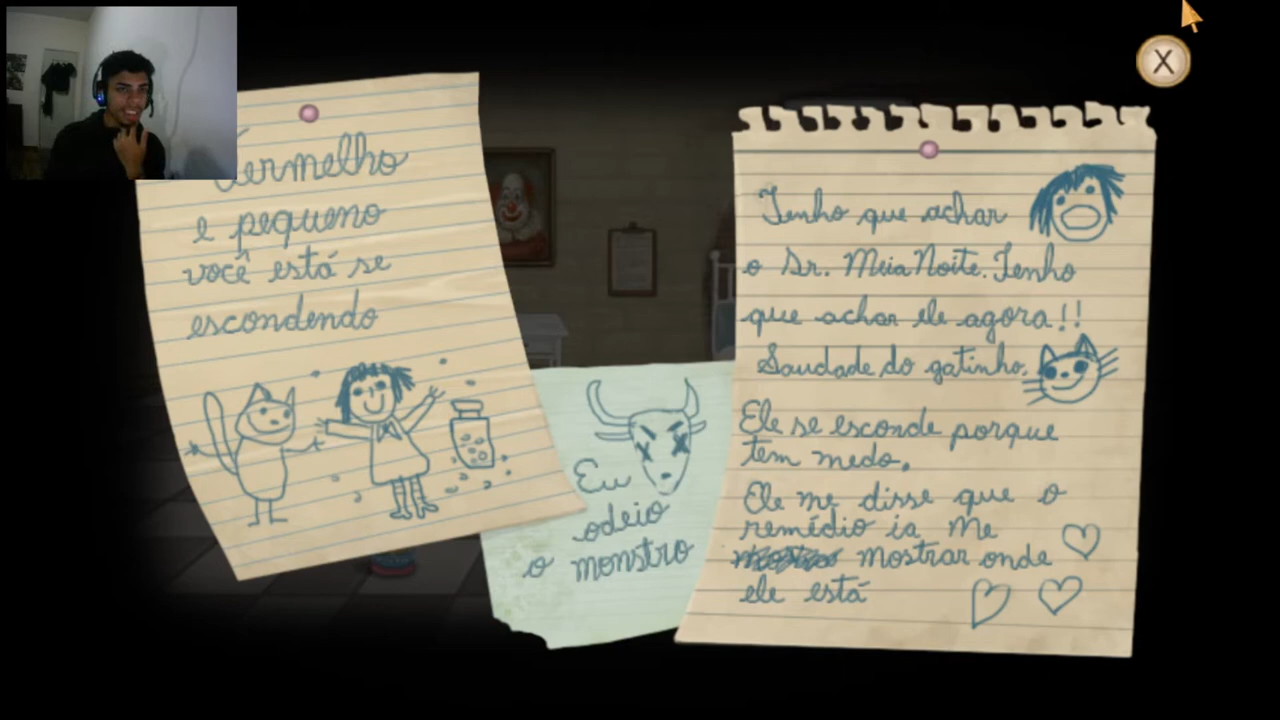 Vermelho
e pequeno
você está se
escondendo
Eu
odeio
o monstro
Tenho que achar
o Sr. Meia Noite. Tenho
que achar ele agora!!
Saudade do gatinho.
Ele se esconde porque
tem medo.
Ele me disse que o
remédio ia me
mostrar onde
ele está
X